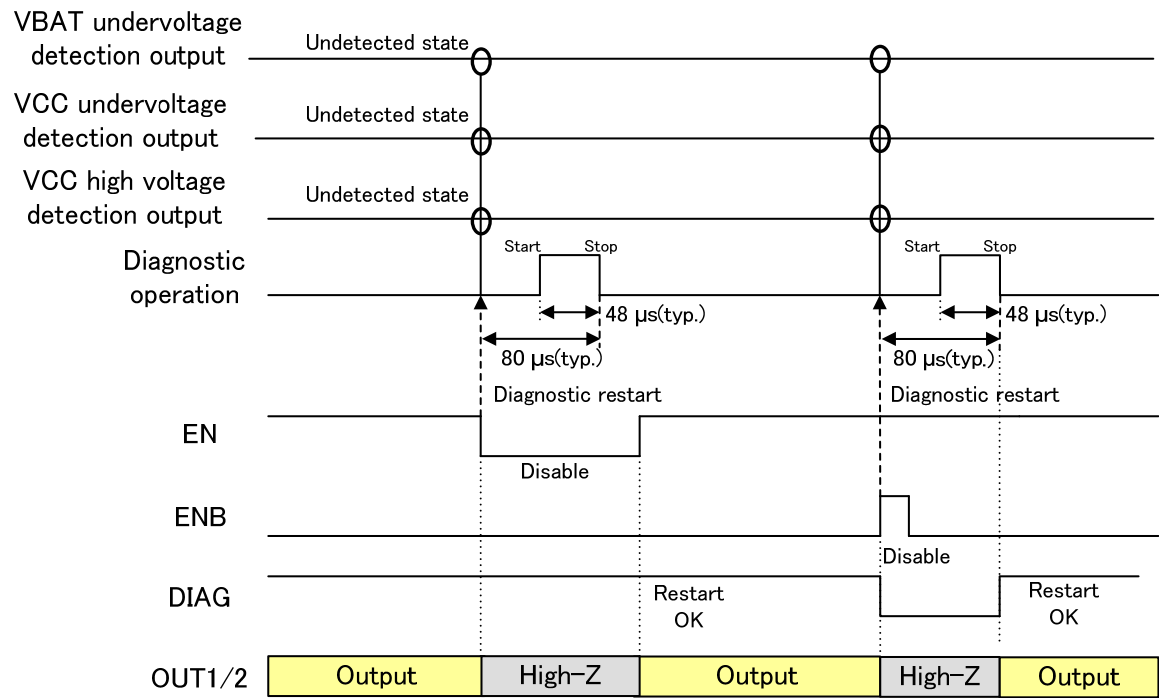 VBAT undervoltage
detection output
Undetected state
VCC undervoltage
detection output
Undetected state
VCC high voltage
detection output
Undetected state
Diagnostic
operation
Start
Stop
48 µs(typ.)
80 µs(typ.)
Start
Stop
48 µs(typ.)
80 µs(typ.)
Diagnostic restart
Diagnostic restart
EN
Disable
ENB
Disable
DIAG
Restart
OK
Restart
OK
OUT1/2
Output
High-Z
Output
High-Z
Output